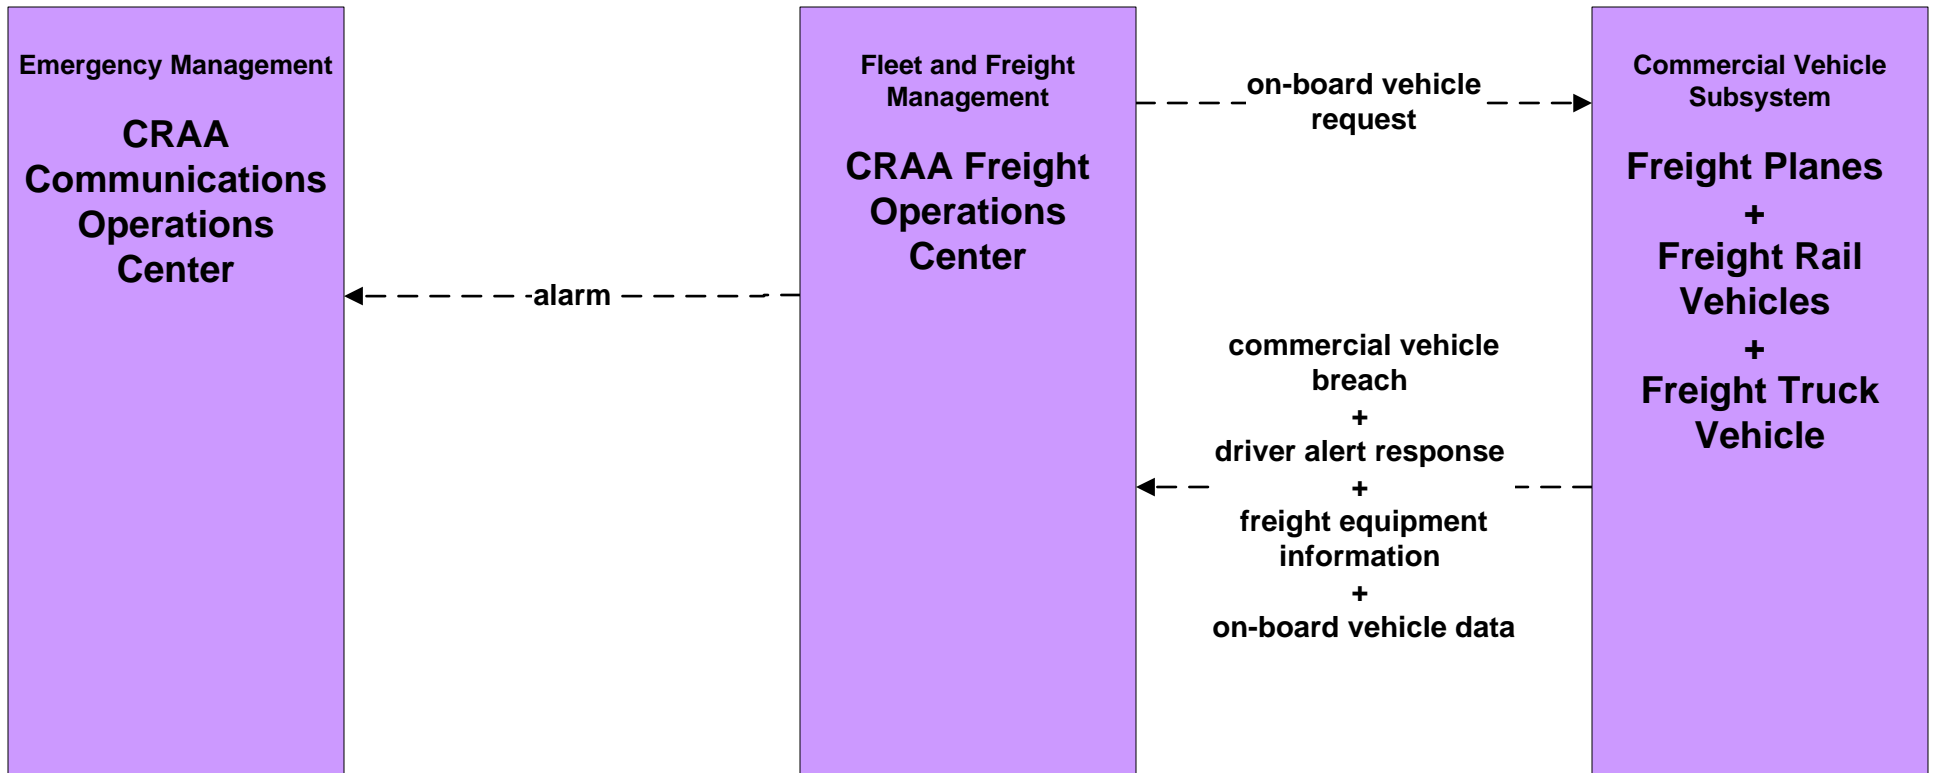 Emergency Management
CRAA
Communications
Operations
Center
alarm
Fleet and Freight
Management
CRAA Freight
Operations
Center
on-board vehicle
request
commercial vehicle
breach
+
driver alert response
+
freight equipment
information
+
on-board vehicle data
Commercial Vehicle
Subsystem
Freight Planes
+
Freight Rail
Vehicles
+
Freight Truck
Vehicle